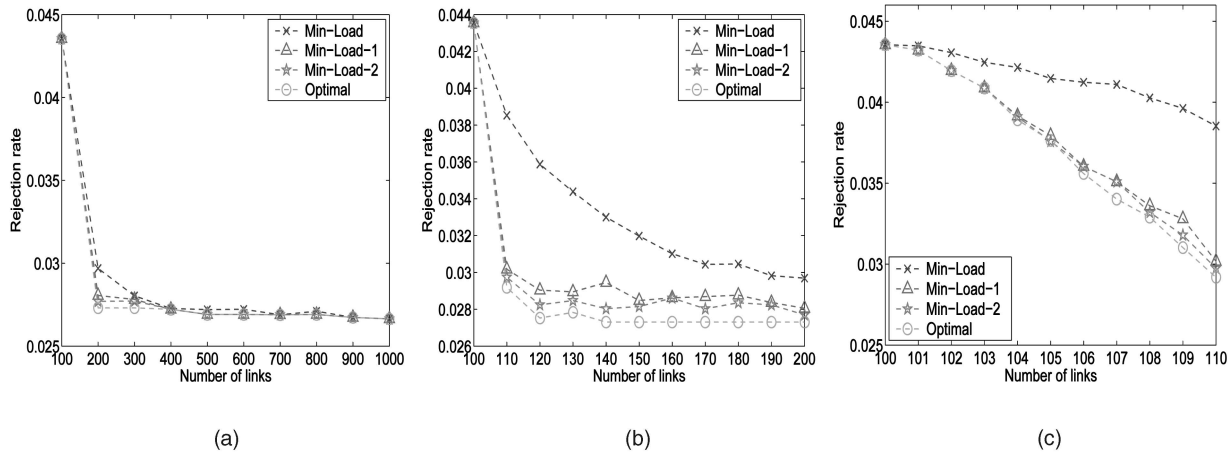 0.045
0.04
0.035
0.03
0.025
Rejection rate
Min-Load
Min-Load-1
Min-Load-2
Optimal
100 200 300 400 500 600 700 800 900 1000
Number of links
(a)
0.044
0.042
0.04
0.038
0.036
0.034
0.032
0.03
0.028
0.026
Rejection rate
Min-Load
Min-Load-1
Min-Load-2
Optimal
100 110 120 130 140 150 160 170 180 190 200
Number of links
(b)
0.045
0.04
0.035
0.03
0.025
Rejection rate
Min-Load
Min-Load-1
Min-Load-2
Optimal
100 101 102 103 104 105 106 107 108 109 110
Number of links
(c)